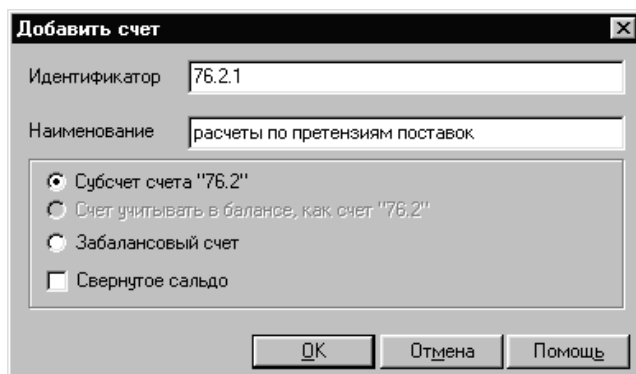 Добавить счет
Идентификатор 76.2.1
Наименование расчеты по претензиям поставок
Субсчет счета "76.2"
Счет учитывать в балансе, как счет "76.2"
Забалансовый счет
Свернутое сальдо
OK Отмена Помощь